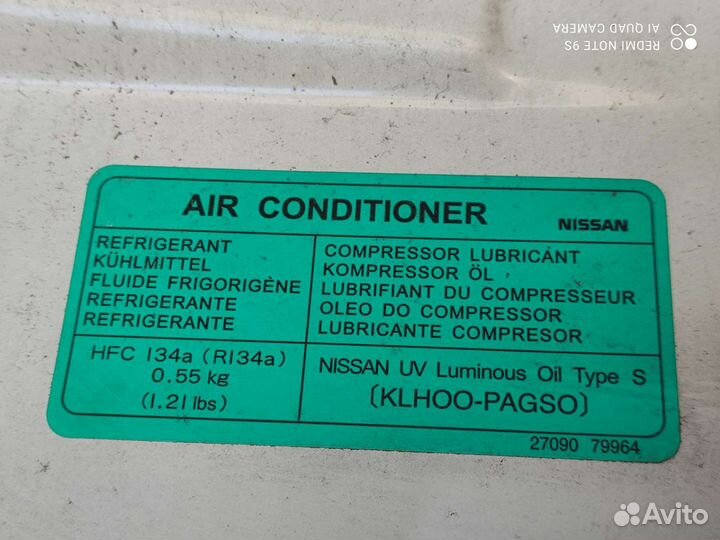 REDMI NOTE 9S
AI QUAD CAMERA
AIR CONDITIONER
NISSAN
REFRIGERANT
KÜHLMITTEL
FLUIDE FRIGORIGÈNE
REFRIGERANTE
REFRIGERANTE
COMPRESSOR LUBRICANT
KOMPRESSOR ÖL
LUBRIFIANT DU COMPRESSEUR
OLEO DO COMPRESSOR
LUBRICANTE COMPRESOR
HFC 134a (R134a)
0.55 kg
(1.21 lbs)
NISSAN UV Luminous Oil Type S
(KLHOO-PAGSO)
27090 79964
Avito